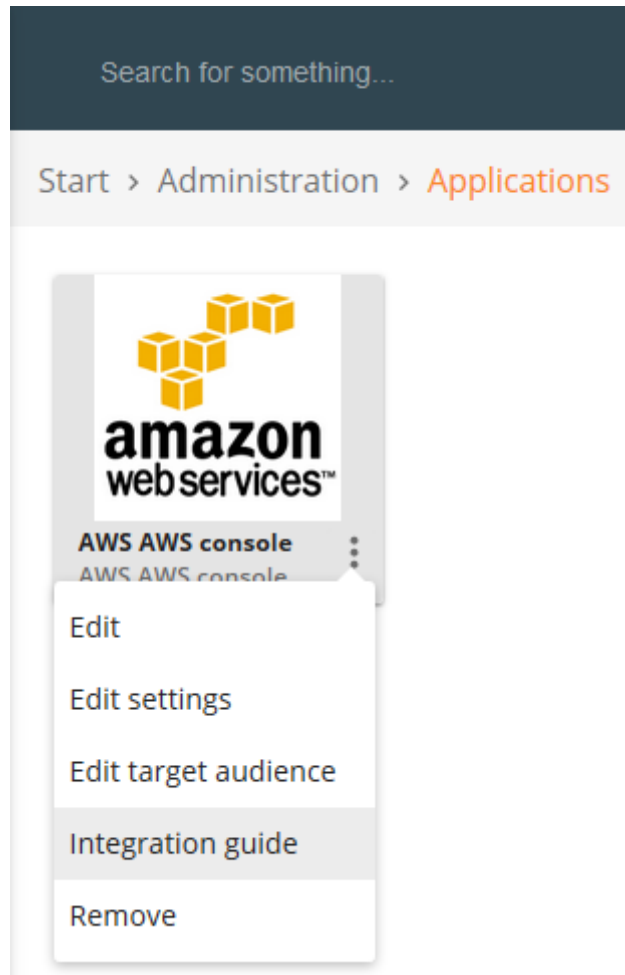 Search for something...
Start > Administration > Applications
amazon
web services™
AWS AWS console
AWS AWS console
Edit
Edit settings
Edit target audience
Integration guide
Remove